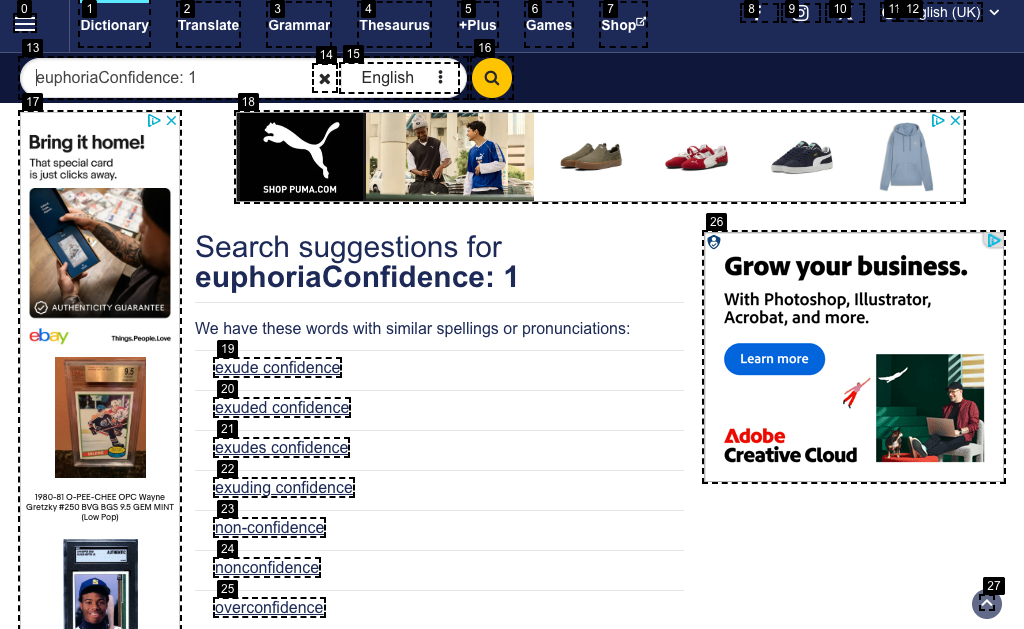 0 1 2 3 4 5 6 7 8 9 10 11 12
Dictionary Translate Grammar Thesaurus +Plus Games Shop glish (UK)
13 14 15 16
euphoriaConfidence: 1 English
17 18
Bring it home!
That special card
is just clicks away.
AUTHENTICITY GUARANTEE
ebay Things.People.Love
9.5
1980-81 O-PEE-CHEE OPC Wayne
Gretzky #250 BVG BGS 9.5 GEM MINT
(Low Pop)
SHOP PUMA.COM
Search suggestions for
euphoriaConfidence: 1
We have these words with similar spellings or pronunciations:
19
exude confidence
20
exuded confidence
21
exudes confidence
22
exuding confidence
23
non-confidence
24
nonconfidence
25
overconfidence
26
Grow your business.
With Photoshop, Illustrator,
Acrobat, and more.
Learn more
Adobe
Creative Cloud
27